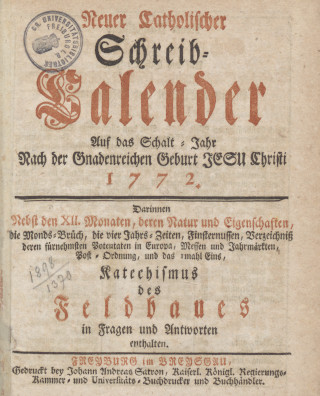 Neuer Catholischer
Schreib-
Calender
Auf das Schalt-Jahr
Nach der Gnadenreichen Geburt JESU Christi
1772.
Darinnen
Nebst den XII. Monaten, deren Natur und Eigenschaften,
die Monds-Brüch, die vier Jahrs-Zeiten, Finsternussen, Verzeichniß
deren fürnehmsten Potentaten in Europa, Messen und Jahrmärkten,
Post-Ordnung, und das mahl Eins,
Katechismus
des
Feldbaues
in Fragen und Antworten
enthalten.
FREYBURG im BREYSGAU,
Gedruckt bey Johann Andreas Satron, Kaiserl. Königl. Regierungs-
Kammer- und Universitäts-Buchdrucker und Buchhändler.